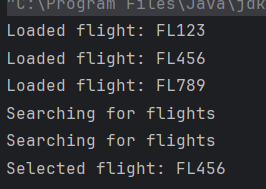 "C:\Program Files\Java\jdk
Loaded flight: FL123
Loaded flight: FL456
Loaded flight: FL789
Searching for flights
Searching for flights
Selected flight: FL456